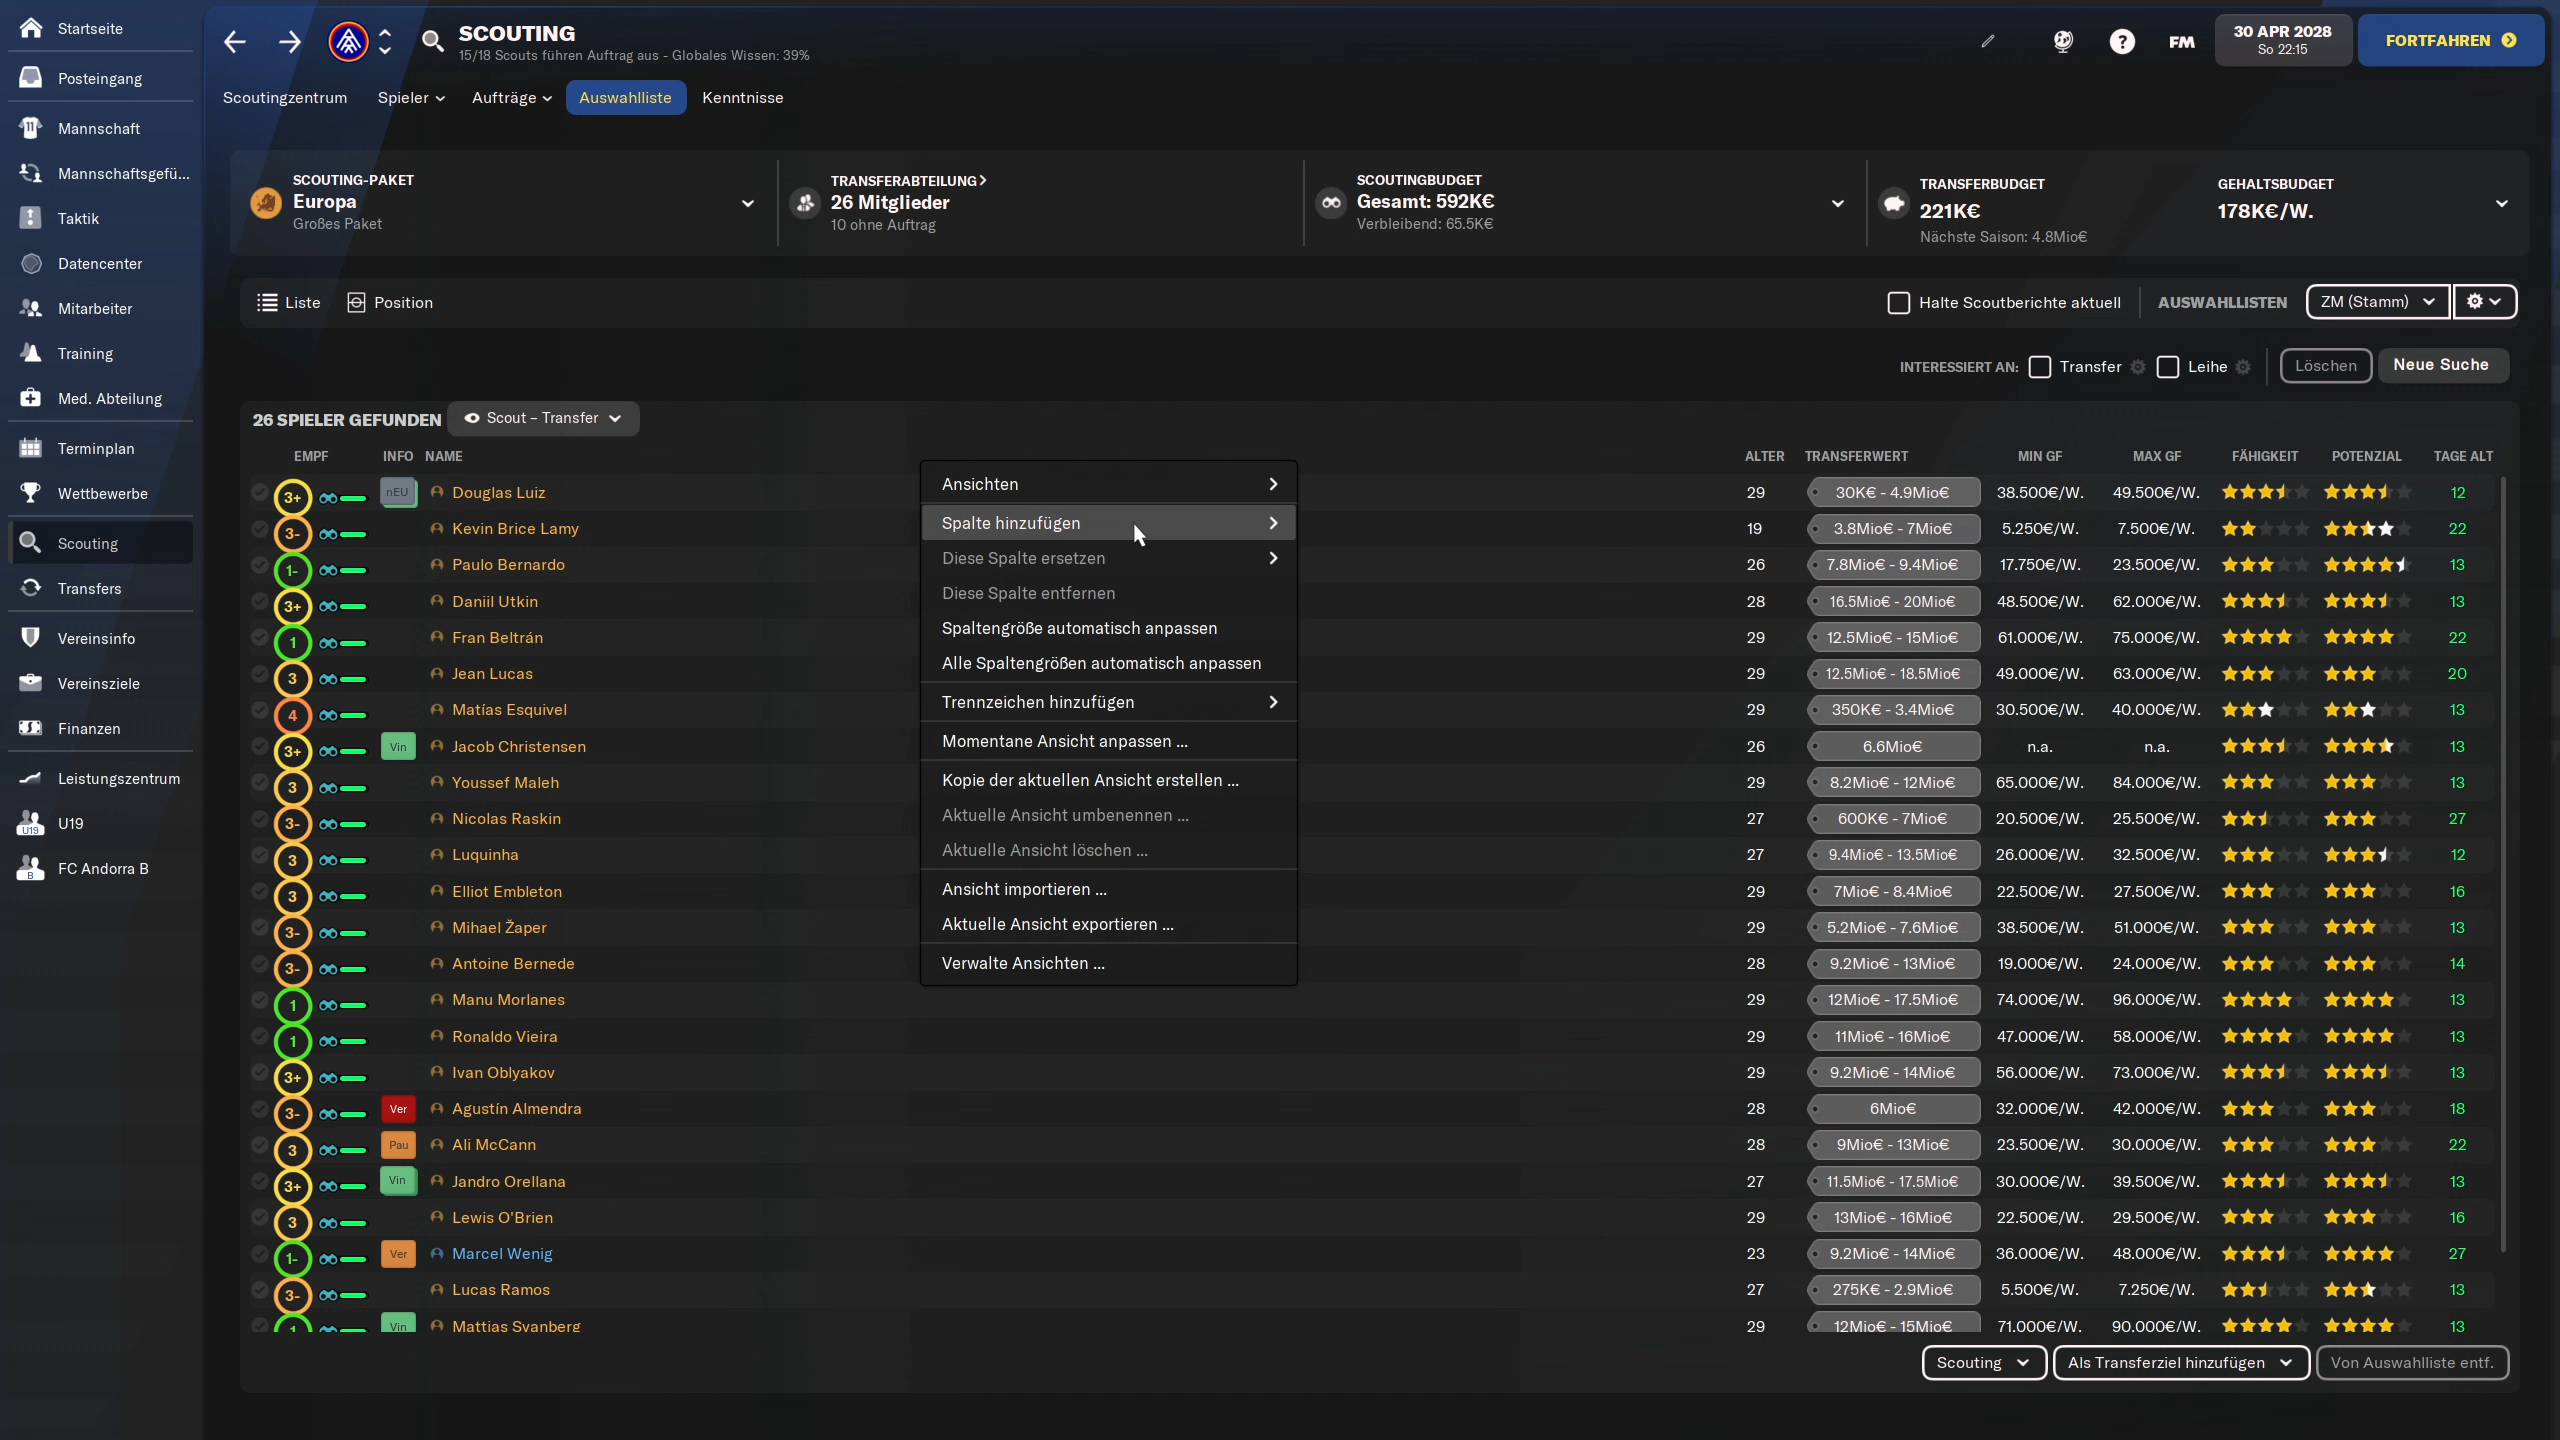 Startseite
Posteingang
Mannschaft
Mannschaftsgefü...
Taktik
Datencenter
Mitarbeiter
Training
Med. Abteilung
Terminplan
Wettbewerbe
Scouting
Transfers
Vereinsinfo
Vereinsziele
Finanzen
Leistungszentrum
U19 U19
B FC Andorra B
SCOUTING
15/18 Scouts führen Auftrag aus - Globales Wissen: 39%
FM
30 APR 2028
So 22:15
FORTFAHREN
Scoutingzentrum Spieler Aufträge Auswahlliste Kenntnisse
SCOUTING-PAKET
Europa
Großes Paket
TRANSFERABTEILUNG
26 Mitglieder
10 ohne Auftrag
SCOUTINGBUDGET
Gesamt: 592K€
Verbleibend: 65.5K€
TRANSFERBUDGET
221K€
Nächste Saison: 4.8Mio€
GEHALTSBUDGET
178K€/W.
Liste Position Halte Scoutberichte aktuell AUSWAHLLISTEN ZM (Stamm)
INTERESSIERT AN: Transfer Leihe Löschen Neue Suche
26 SPIELER GEFUNDEN Scout - Transfer
EMPF INFO NAME ALTER TRANSFERWERT MIN GF MAX GF FÄHIGKEIT POTENZIAL TAGE ALT
3+ nEU Douglas Luiz 29 30K€ - 4.9Mio€ 38.500€/W. 49.500€/W. 12
3- Kevin Brice Lamy 19 3.8Mio€ - 7Mio€ 5.250€/W. 7.500€/W. 22
1- Paulo Bernardo 26 7.8Mio€ - 9.4Mio€ 17.750€/W. 23.500€/W. 13
3+ Daniil Utkin 28 16.5Mio€ - 20Mio€ 48.500€/W. 62.000€/W. 13
1 Fran Beltrán 29 12.5Mio€ - 15Mio€ 61.000€/W. 75.000€/W. 22
3 Jean Lucas 29 12.5Mio€ - 18.5Mio€ 49.000€/W. 63.000€/W. 20
4 Matías Esquivel 29 350K€ - 3.4Mio€ 30.500€/W. 40.000€/W. 13
3+ Vin Jacob Christensen 26 6.6Mio€ n.a. n.a. 13
3 Youssef Maleh 29 8.2Mio€ - 12Mio€ 65.000€/W. 84.000€/W. 13
3- Nicolas Raskin 27 600K€ - 7Mio€ 20.500€/W. 25.500€/W. 27
3 Luquinha 27 9.4Mio€ - 13.5Mio€ 26.000€/W. 32.500€/W. 12
3 Elliot Embleton 29 7Mio€ - 8.4Mio€ 22.500€/W. 27.500€/W. 16
3- Mihael Žaper 29 5.2Mio€ - 7.6Mio€ 38.500€/W. 51.000€/W. 13
3- Antoine Bernede 28 9.2Mio€ - 13Mio€ 19.000€/W. 24.000€/W. 14
1 Manu Morlanes 29 12Mio€ - 17.5Mio€ 74.000€/W. 96.000€/W. 13
1 Ronaldo Vieira 29 11Mio€ - 16Mio€ 47.000€/W. 58.000€/W. 13
3+ Ivan Oblyakov 29 9.2Mio€ - 14Mio€ 56.000€/W. 73.000€/W. 13
3- Ver Agustín Almendra 28 6Mio€ 32.000€/W. 42.000€/W. 18
3 Pau Ali McCann 28 9Mio€ - 13Mio€ 23.500€/W. 30.000€/W. 22
3+ Vin Jandro Orellana 27 11.5Mio€ - 17.5Mio€ 30.000€/W. 39.500€/W. 13
3 Lewis O'Brien 29 13Mio€ - 16Mio€ 22.500€/W. 29.500€/W. 16
1- Ver Marcel Wenig 23 9.2Mio€ - 14Mio€ 36.000€/W. 48.000€/W. 27
3- Lucas Ramos 27 275K€ - 2.9Mio€ 5.500€/W. 7.250€/W. 13
1 Vin Mattias Svanberg 29 12Mio€ - 15Mio€ 71.000€/W. 90.000€/W. 13
Ansichten
Spalte hinzufügen
Diese Spalte ersetzen
Diese Spalte entfernen
Spaltengröße automatisch anpassen
Alle Spaltengrößen automatisch anpassen
Trennzeichen hinzufügen
Momentane Ansicht anpassen ...
Kopie der aktuellen Ansicht erstellen ...
Aktuelle Ansicht umbenennen ...
Aktuelle Ansicht löschen ...
Ansicht importieren ...
Aktuelle Ansicht exportieren ...
Verwalte Ansichten ...
Scouting Als Transferziel hinzufügen Von Auswahlliste entf.